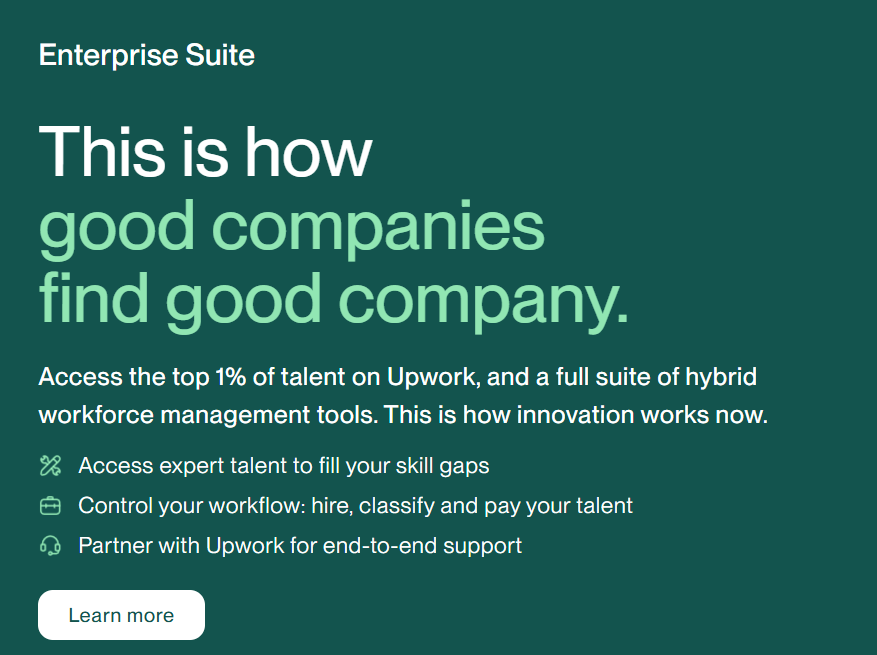 Enterprise Suite
This is how
good companies
find good company.
Access the top 1% of talent on Upwork, and a full suite of hybrid
workforce management tools. This is how innovation works now.
Access expert talent to fill your skill gaps
Control your workflow: hire, classify and pay your talent
Partner with Upwork for end-to-end support
Learn more